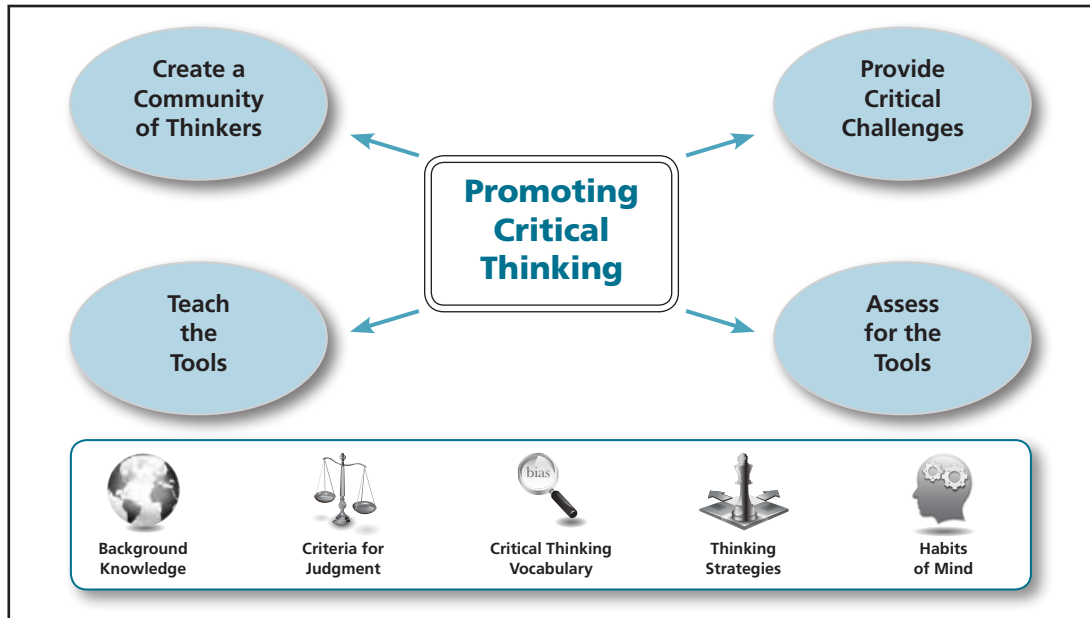 Create a
Community
of Thinkers
Provide
Critical
Challenges
Promoting
Critical
Thinking
Teach
the
Tools
Assess
for the
Tools
bias
Background
Knowledge
Criteria for
Judgment
Critical Thinking
Vocabulary
Thinking
Strategies
Habits
of Mind